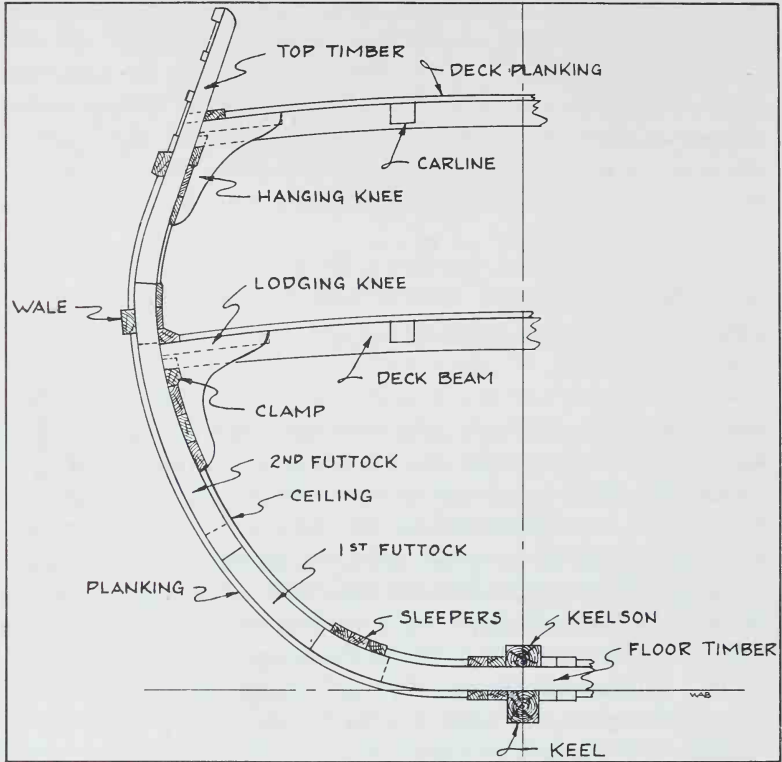 TOP TIMBER
DECK PLANKING
CARLINE
HANGING KNEE
LODGING KNEE
WALE
DECK BEAM
CLAMP
2ND FUTTOCK
CEILING
1ST FUTTOCK
PLANKING
SLEEPERS
KEELSON
FLOOR TIMBER
WAB
KEEL